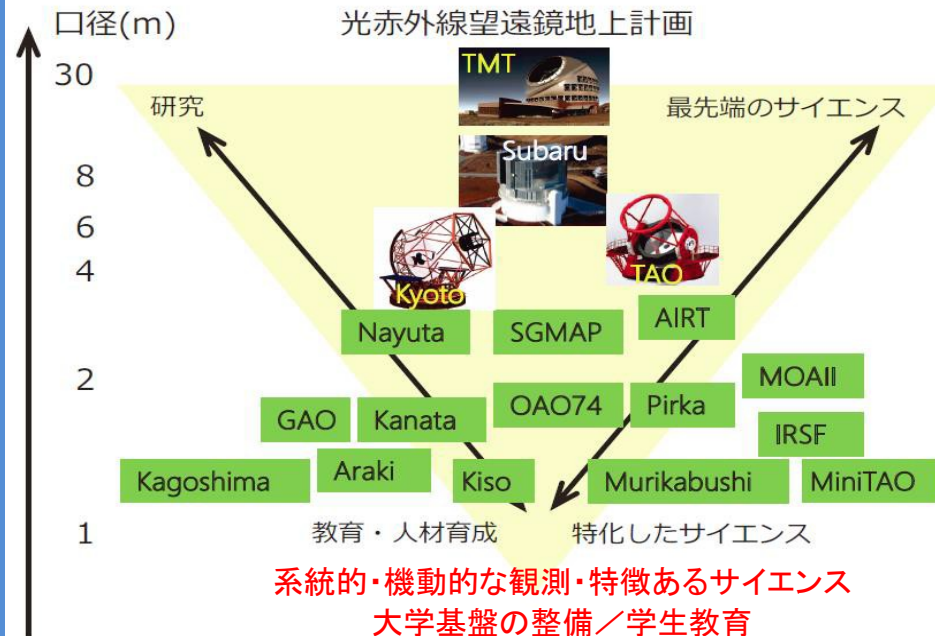 口径(m)
光赤外線望遠鏡地上計画
TMT
30
研究
最先端のサイエンス
Subaru
8
6
4
Kyoto
TAO
Nayuta
SGMAP
AIRT
2
MOAII
GAO
Kanata
OAO74
Pirka
IRSF
Kagoshima
Araki
Kiso
Murikabushi
MiniTAO
1
教育・人材育成
特化したサイエンス
系統的・機動的な観測・特徴あるサイエンス
大学基盤の整備／学生教育